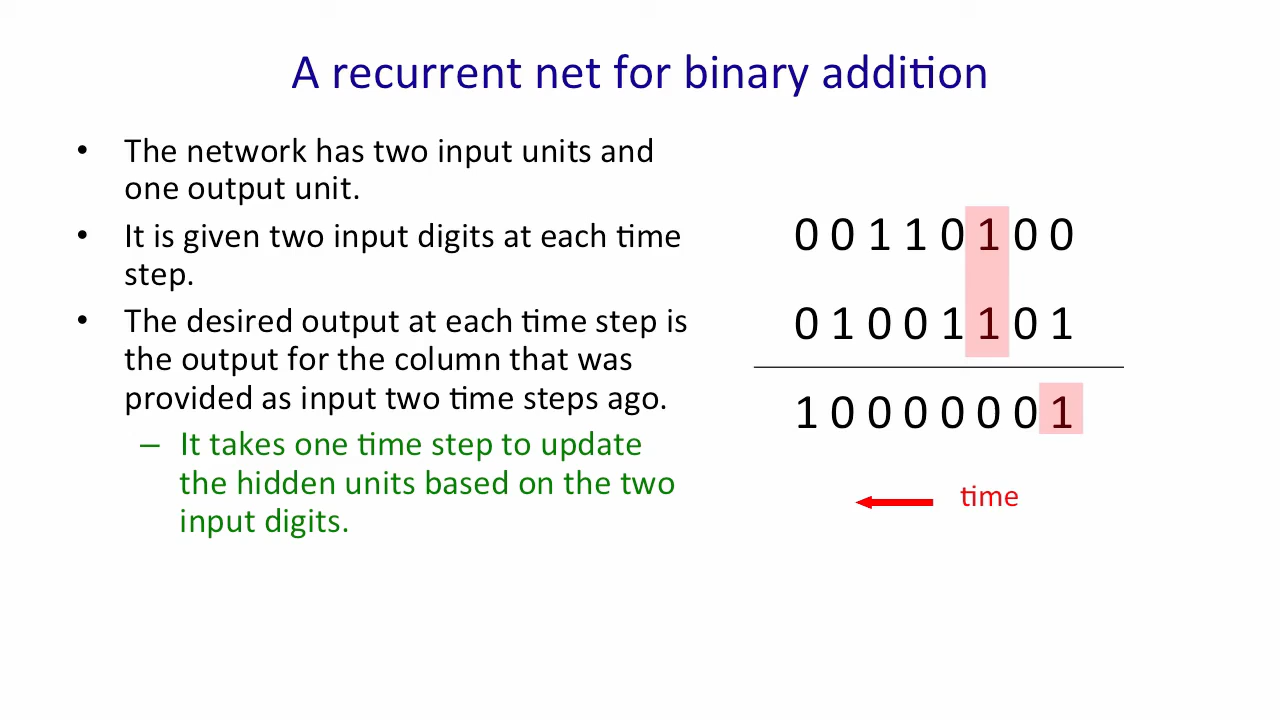 A recurrent net for binary addition
• The network has two input units and
one output unit.
• It is given two input digits at each time
step.
• The desired output at each time step is
the output for the column that was
provided as input two time steps ago.
– It takes one time step to update
the hidden units based on the two
input digits.
0 0 1 1 0 1 0 0
0 1 0 0 1 1 0 1
1 0 0 0 0 0 0 1
time